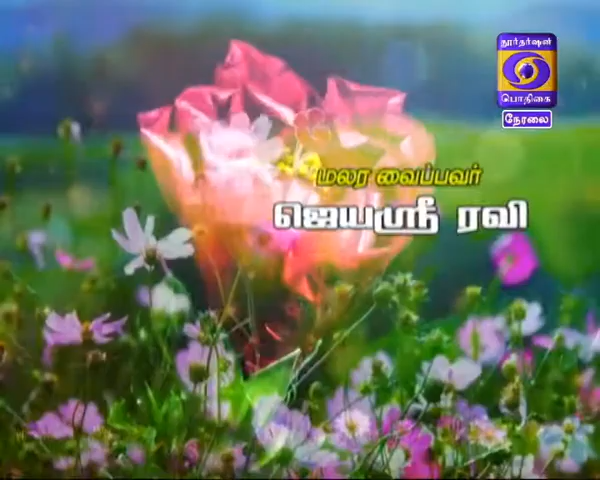 தூர்தர்ஷன்
பொதிகை
நேரலை
மலர வைப்பவர்
ஜெயஸ்ரீ ரவி